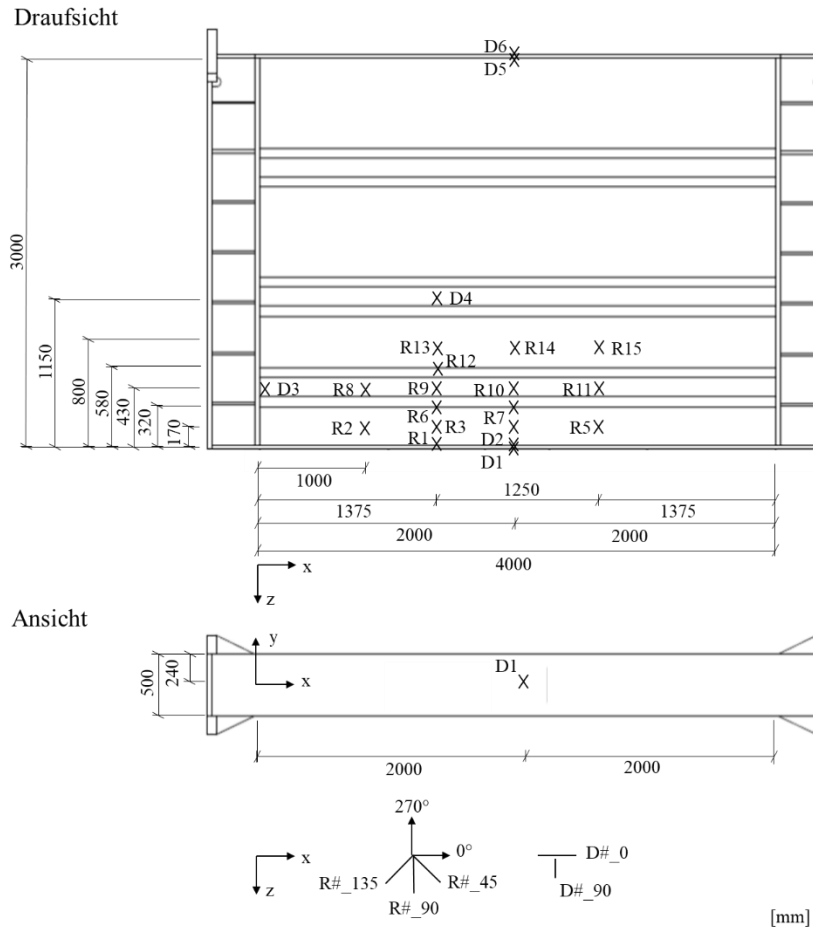 Draufsicht
D6
D5
D4
R13
R14
R15
R12
D3
R8
R9
R10
R11
R6
R7
R2
R3
R5
R1
D2
D1
3000
1150
800
580
430
320
170
1000
1250
1375
1375
2000
2000
4000
x
z
Ansicht
y
D1
x
500
240
2000
2000
270°
x
0°
D#_0
z
R#_135
R#_45
D#_90
R#_90
[mm]